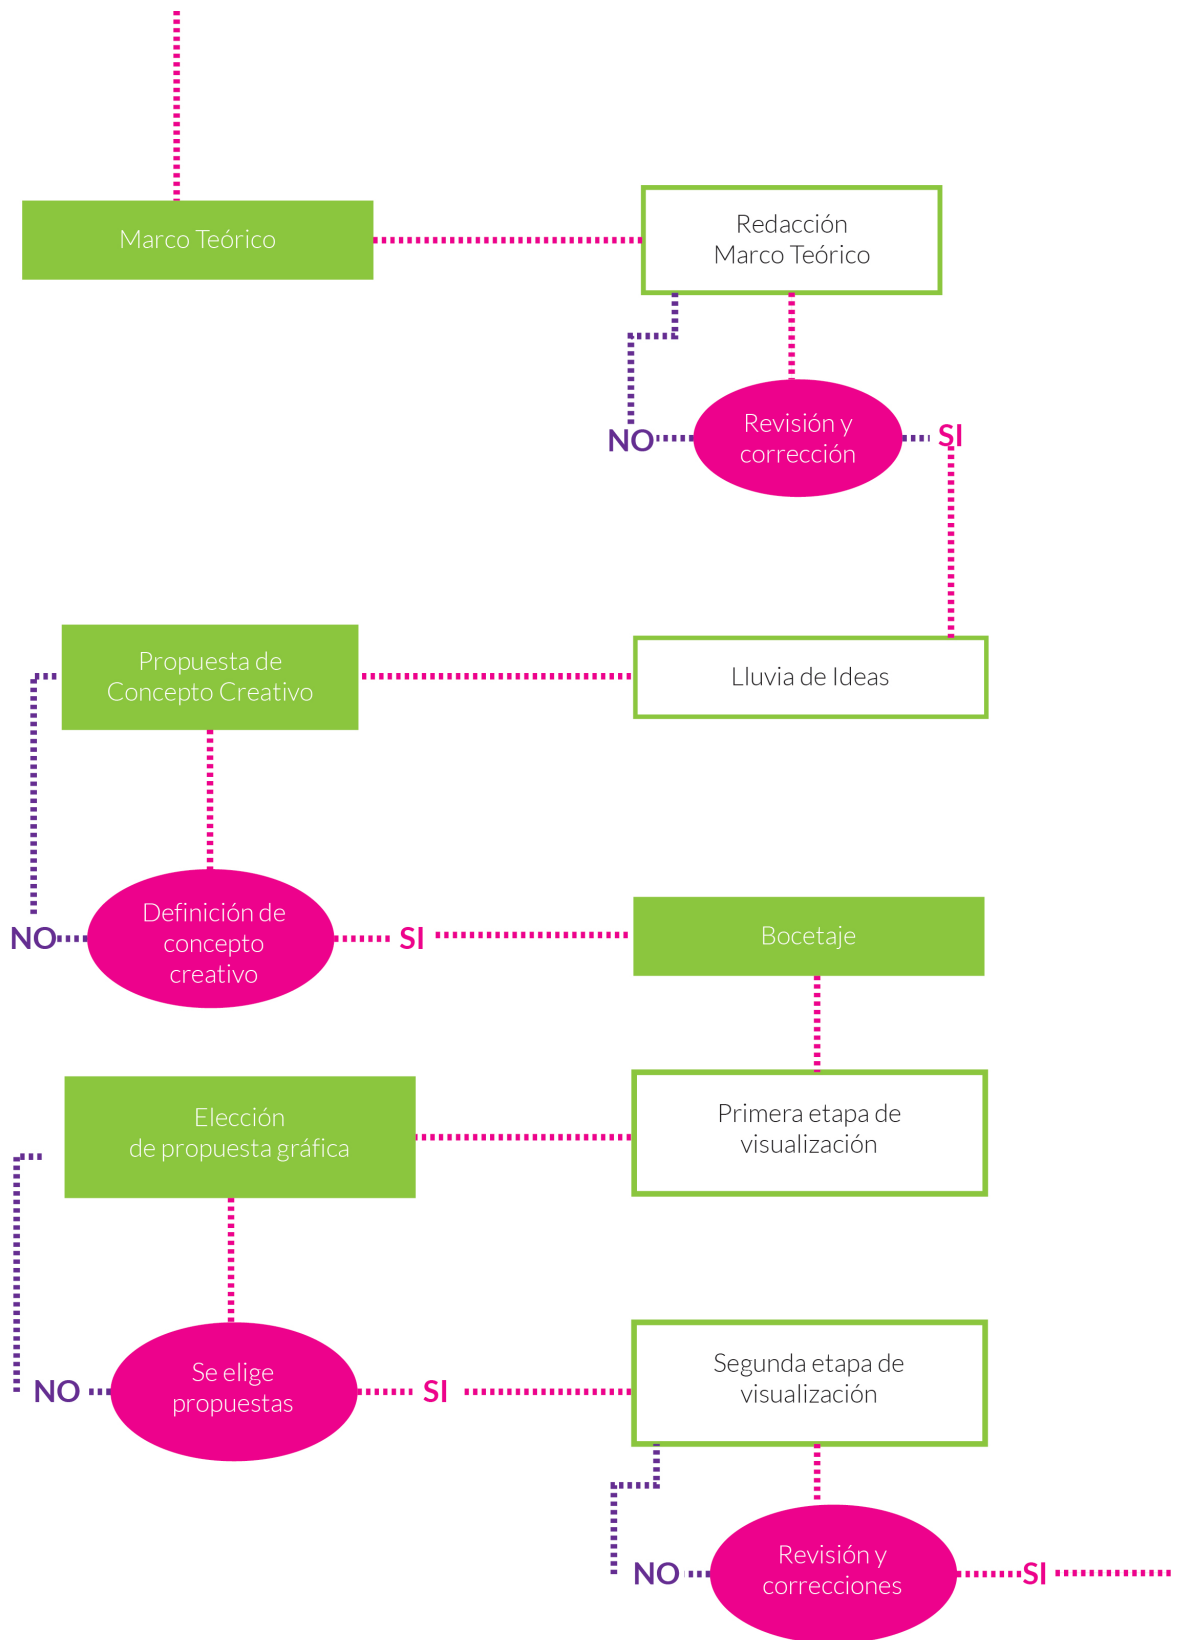 Marco Teórico
Redacción
Marco Teórico
Revisión y
corrección
NO
SI
Propuesta de
Concepto Creativo
Lluvia de Ideas
Definición de
concepto
creativo
NO
SI
Bocetaje
Elección
de propuesta gráfica
Primera etapa de
visualización
Se elige
propuestas
NO
SI
Segunda etapa de
visualización
Revisión y
correcciones
NO
SI